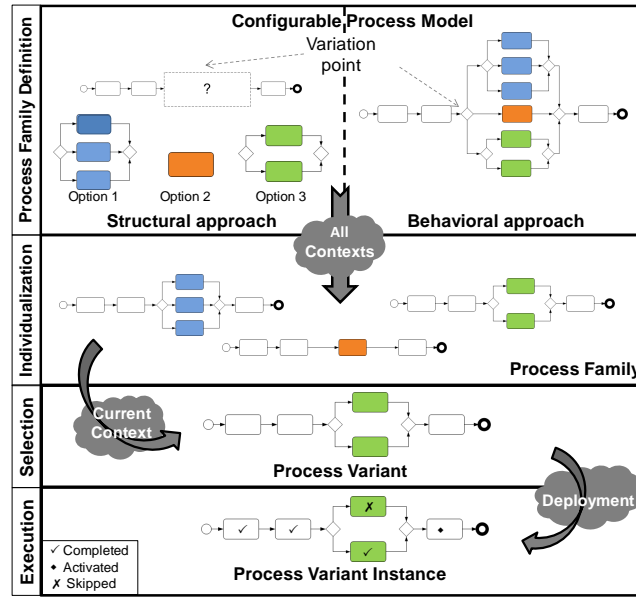 Process Family Definition
Configurable Process Model
Variation
point
?
Option 1
Option 2
Option 3
Structural approach
Behavioral approach
All
Contexts
Individualization
Process Family
Selection
Current
Context
Process Variant
Deployment
Execution
✓ Completed
◆ Activated
✗ Skipped
✓
✓
✗
✓
◆
Process Variant Instance